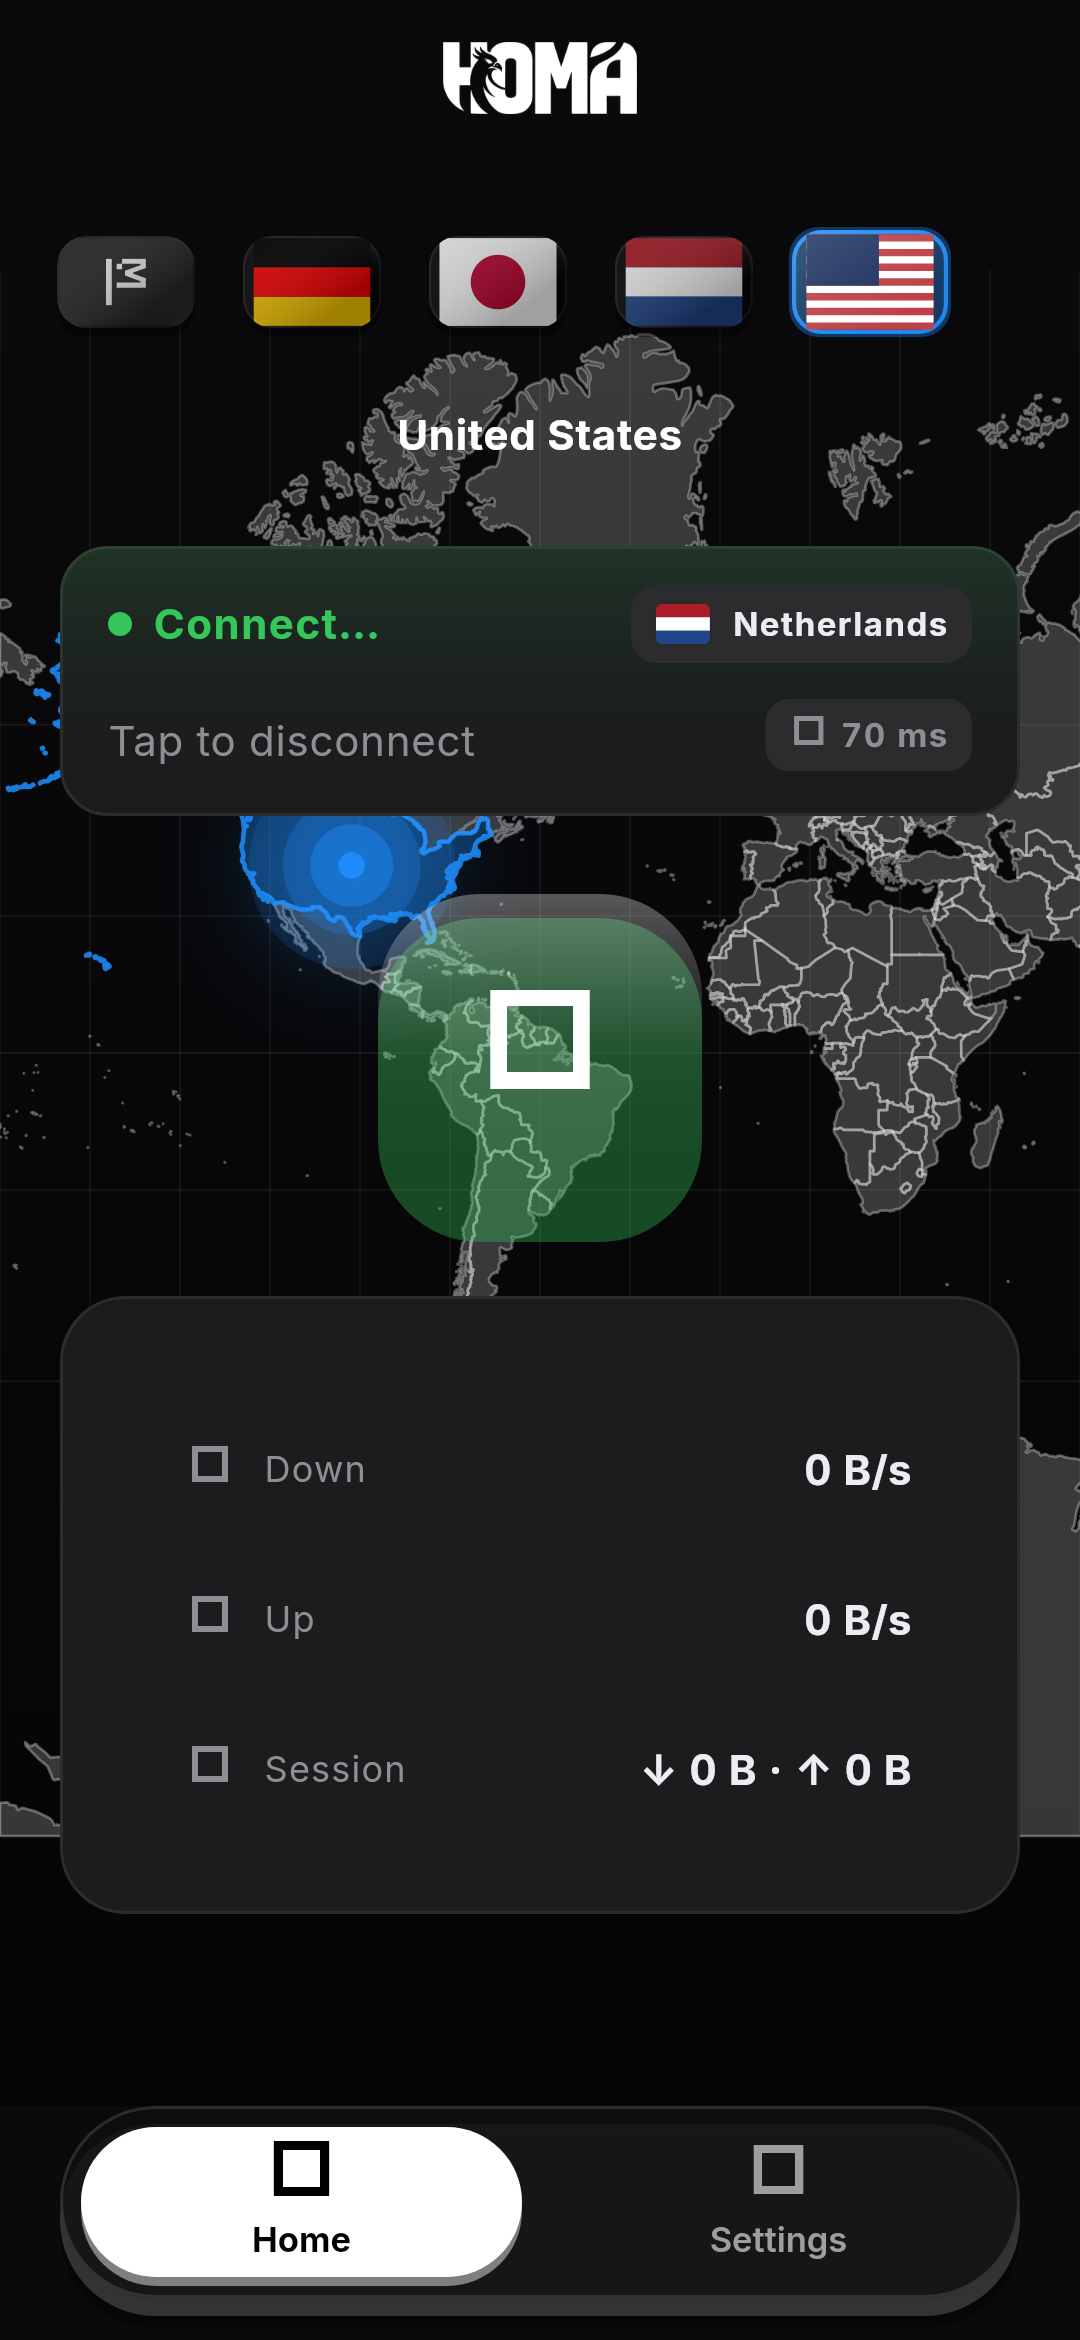 HOMA
United States
Connect...
Netherlands
Tap to disconnect
70 ms
Down
0 B/s
Up
0 B/s
Session
↓ 0 B · ↑ 0 B
Home
Settings